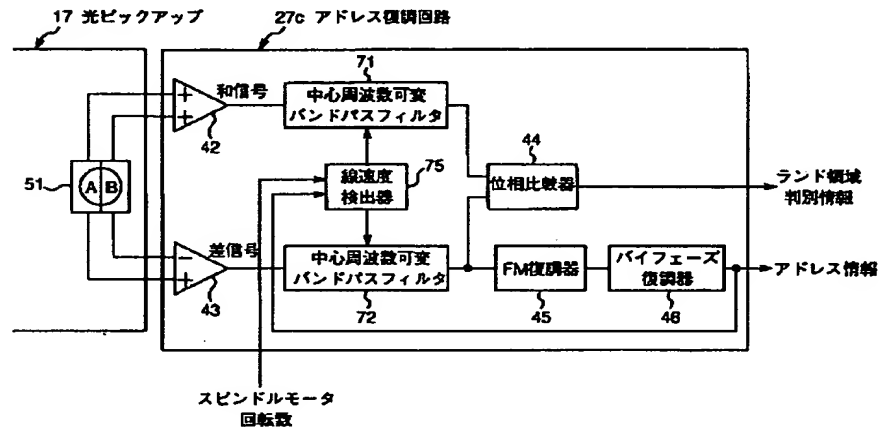 17 光ピックアップ
27c アドレス復調回路
71
和信号
中心周波数可変
バンドパスフィルタ
42
44
51
A B
線速度
検出器
75
位相比較器
ランド領域
判別情報
差信号
中心周波数可変
バンドパスフィルタ
FM復調器
バイフェーズ
復調器
アドレス情報
43
72
45
46
スピンドルモータ
回転数